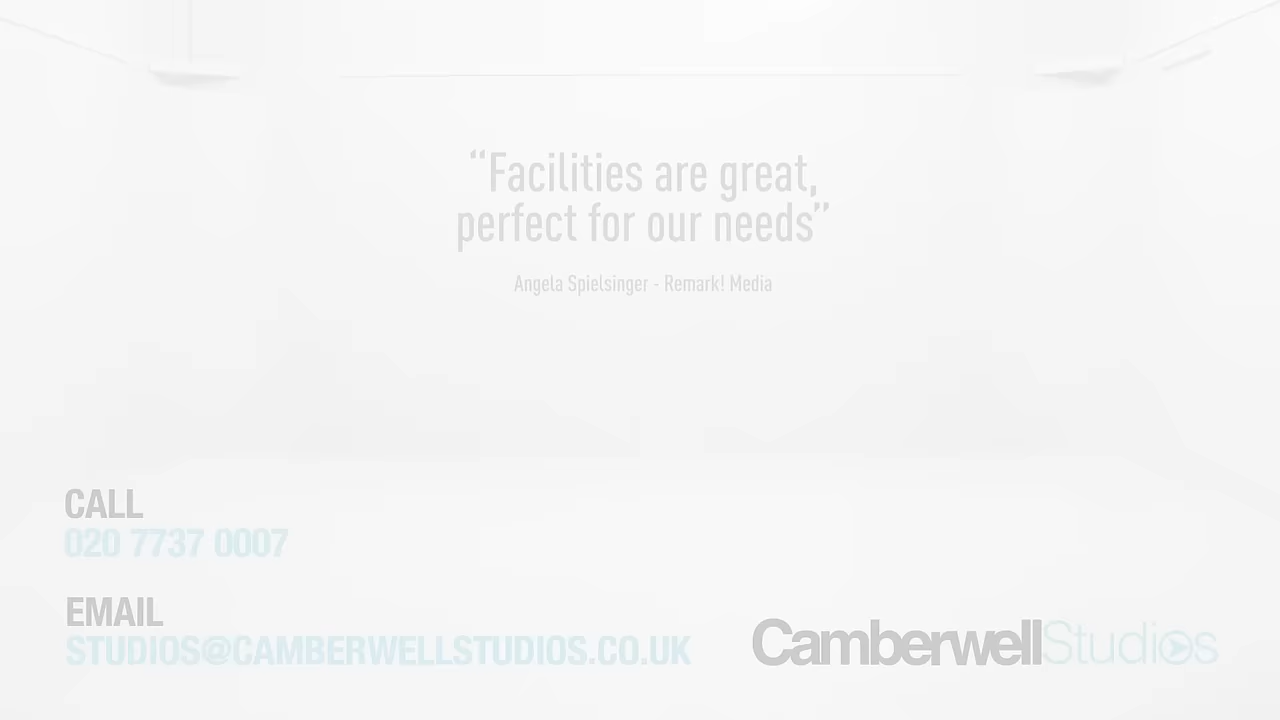 “Facilities are great,
perfect for our needs”
Angela Spielsinger - Remark! Media
CALL
020 7737 0007
EMAIL
STUDIOS@CAMBERWELLSTUDIOS.CO.UK
CamberwellStudios